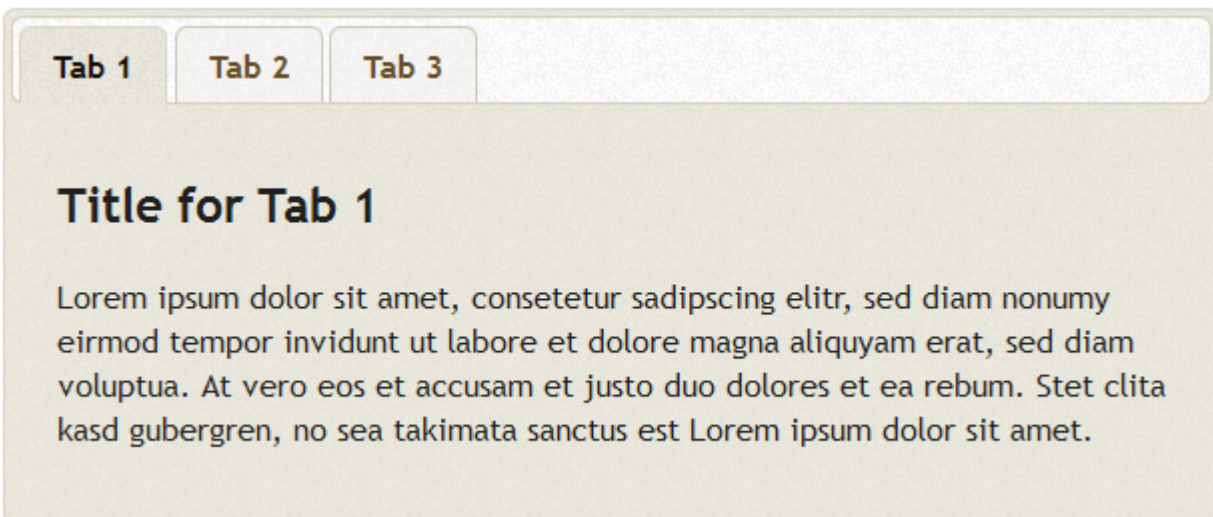 Tab 1 Tab 2 Tab 3
Title for Tab 1
Lorem ipsum dolor sit amet, consetetur sadipscing elitr, sed diam nonumy
eirmod tempor invidunt ut labore et dolore magna aliquyam erat, sed diam
voluptua. At vero eos et accusam et justo duo dolores et ea rebum. Stet clita
kasd gubergren, no sea takimata sanctus est Lorem ipsum dolor sit amet.